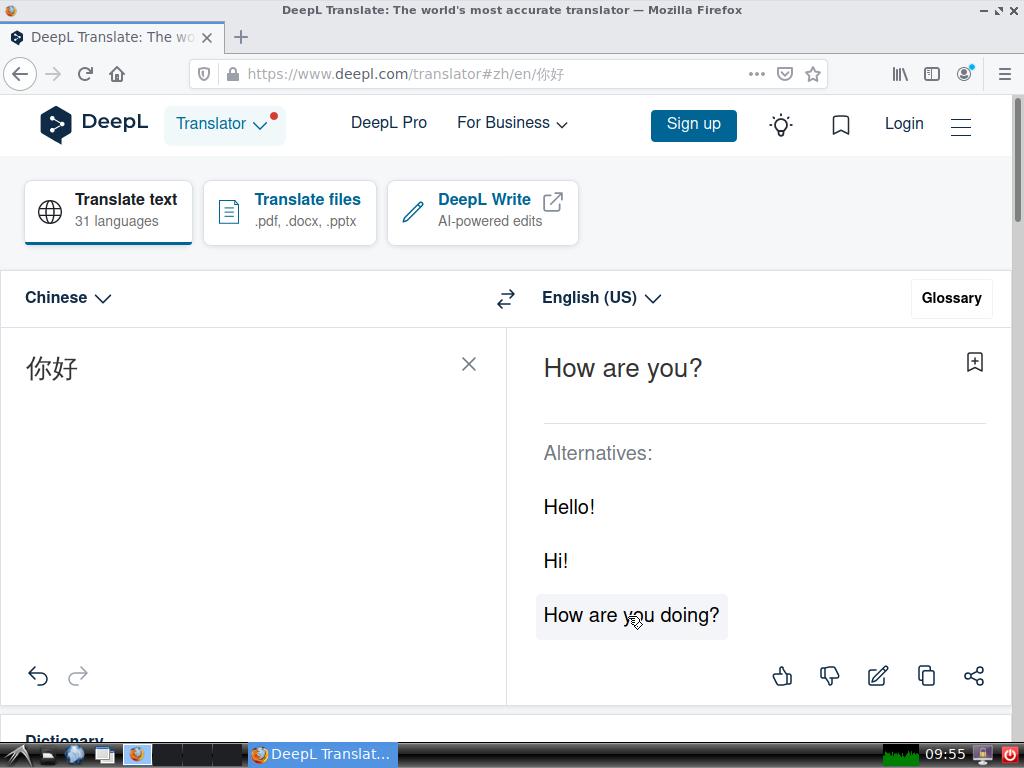 DeepL Translate: The world's most accurate translator — Mozilla Firefox
DeepL Translate: The wo
https://www.deepl.com/translator#zh/en/你好
DeepL
Translator
DeepL Pro
For Business
Sign up
Login
Translate text
31 languages
Translate files
.pdf, .docx, .pptx
DeepL Write
AI-powered edits
Chinese
English (US)
Glossary
你好
How are you?
Alternatives:
Hello!
Hi!
How are you doing?
Dictionary
DeepL Translat...
09:55